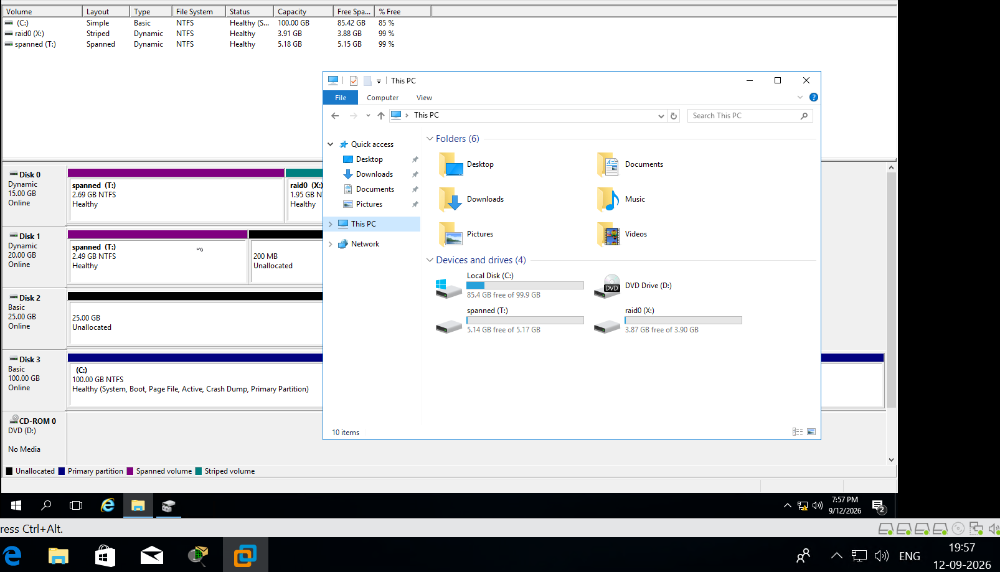 Volume Layout Type File System Status Capacity Free Spa... % Free
(C:) Simple Basic NTFS Healthy (S... 100.00 GB 85.42 GB 85 %
raid0 (X:) Striped Dynamic NTFS Healthy 3.91 GB 3.88 GB 99 %
spanned (T:) Spanned Dynamic NTFS Healthy 5.18 GB 5.15 GB 99 %
Disk 0
Dynamic
15.00 GB
Online
spanned (T:)
2.69 GB NTFS
Healthy
raid0 (X:)
1.95 GB N
Healthy
Disk 1
Dynamic
20.00 GB
Online
spanned (T:)
2.49 GB NTFS
Healthy
200 MB
Unallocated
Disk 2
Basic
25.00 GB
Online
25.00 GB
Unallocated
Disk 3
Basic
100.00 GB
Online
(C:)
100.00 GB NTFS
Healthy (System, Boot, Page File, Active, Crash Dump, Primary Partition)
CD-ROM 0
DVD (D:)
No Media
Unallocated Primary partition Spanned volume Striped volume
This PC
File Computer View ?
This PC Search This PC
Quick access
Desktop
Downloads
Documents
Pictures
This PC
Network
Folders (6)
Desktop Documents
Downloads Music
Pictures Videos
Devices and drives (4)
Local Disk (C:)
85.4 GB free of 99.9 GB
DVD
DVD Drive (D:)
spanned (T:)
5.14 GB free of 5.17 GB
raid0 (X:)
3.87 GB free of 3.90 GB
10 items
7:57 PM
9/12/2026
2
ress Ctrl+Alt.
ENG
19:57
12-09-2026